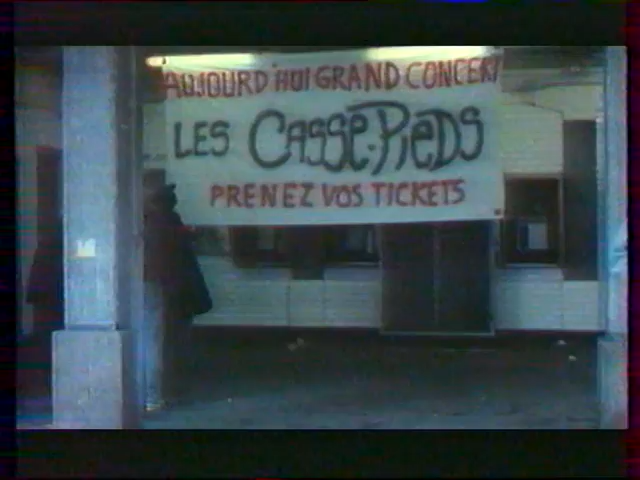 AUJOURD'HUI GRAND CONCERT
LES CASSE-PIEDS
PRENEZ VOS TICKETS